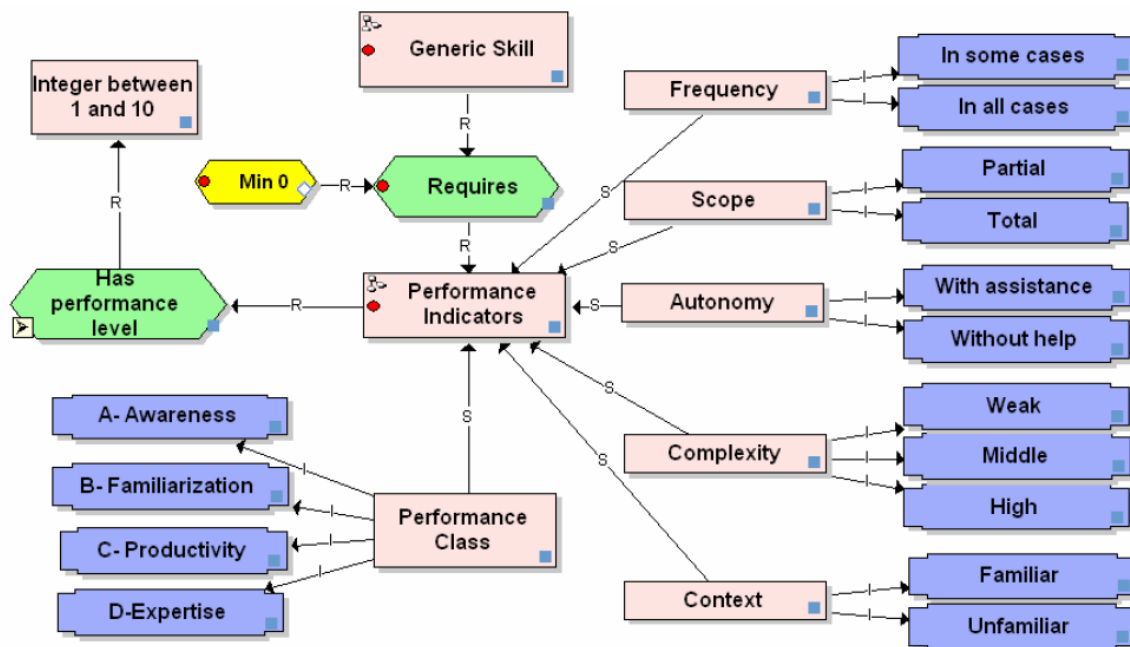 Generic Skill
Integer between
1 and 10
R
R
Min 0
R
Requires
R
Has
performance
level
R
Performance
Indicators
Frequency
I
In some cases
I
In all cases
S
Scope
I
Partial
I
Total
S
Autonomy
I
With assistance
I
Without help
S
Complexity
I
Weak
I
Middle
I
High
S
Context
I
Familiar
I
Unfamiliar
S
S
Performance
Class
I
A- Awareness
I
B- Familiarization
I
C- Productivity
I
D-Expertise